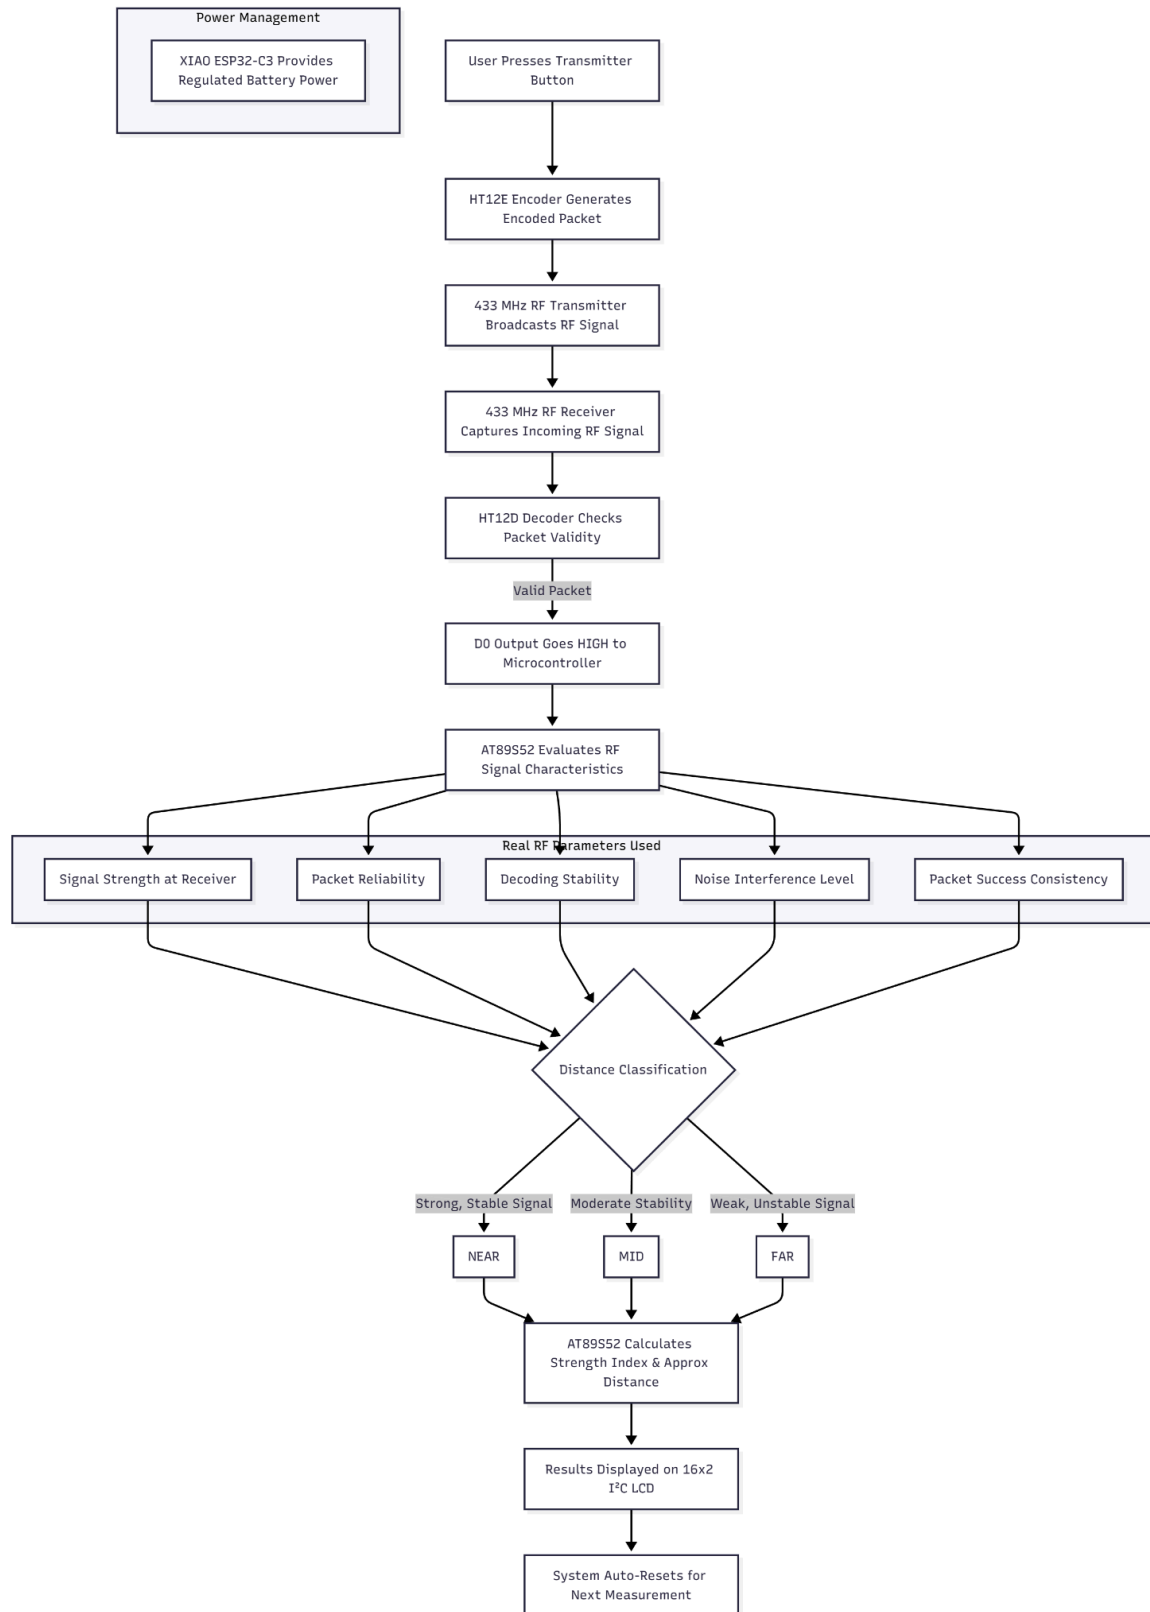 Power Management
XIAO ESP32-C3 Provides
Regulated Battery Power
User Presses Transmitter
Button
HT12E Encoder Generates
Encoded Packet
433 MHz RF Transmitter
Broadcasts RF Signal
433 MHz RF Receiver
Captures Incoming RF Signal
HT12D Decoder Checks
Packet Validity
Valid Packet
D0 Output Goes HIGH to
Microcontroller
AT89S52 Evaluates RF
Signal Characteristics
Real RF Parameters Used
Signal Strength at Receiver
Packet Reliability
Decoding Stability
Noise Interference Level
Packet Success Consistency
Distance Classification
Strong, Stable Signal
Moderate Stability
Weak, Unstable Signal
NEAR
MID
FAR
AT89S52 Calculates
Strength Index & Approx
Distance
Results Displayed on 16x2
I²C LCD
System Auto-Resets for
Next Measurement